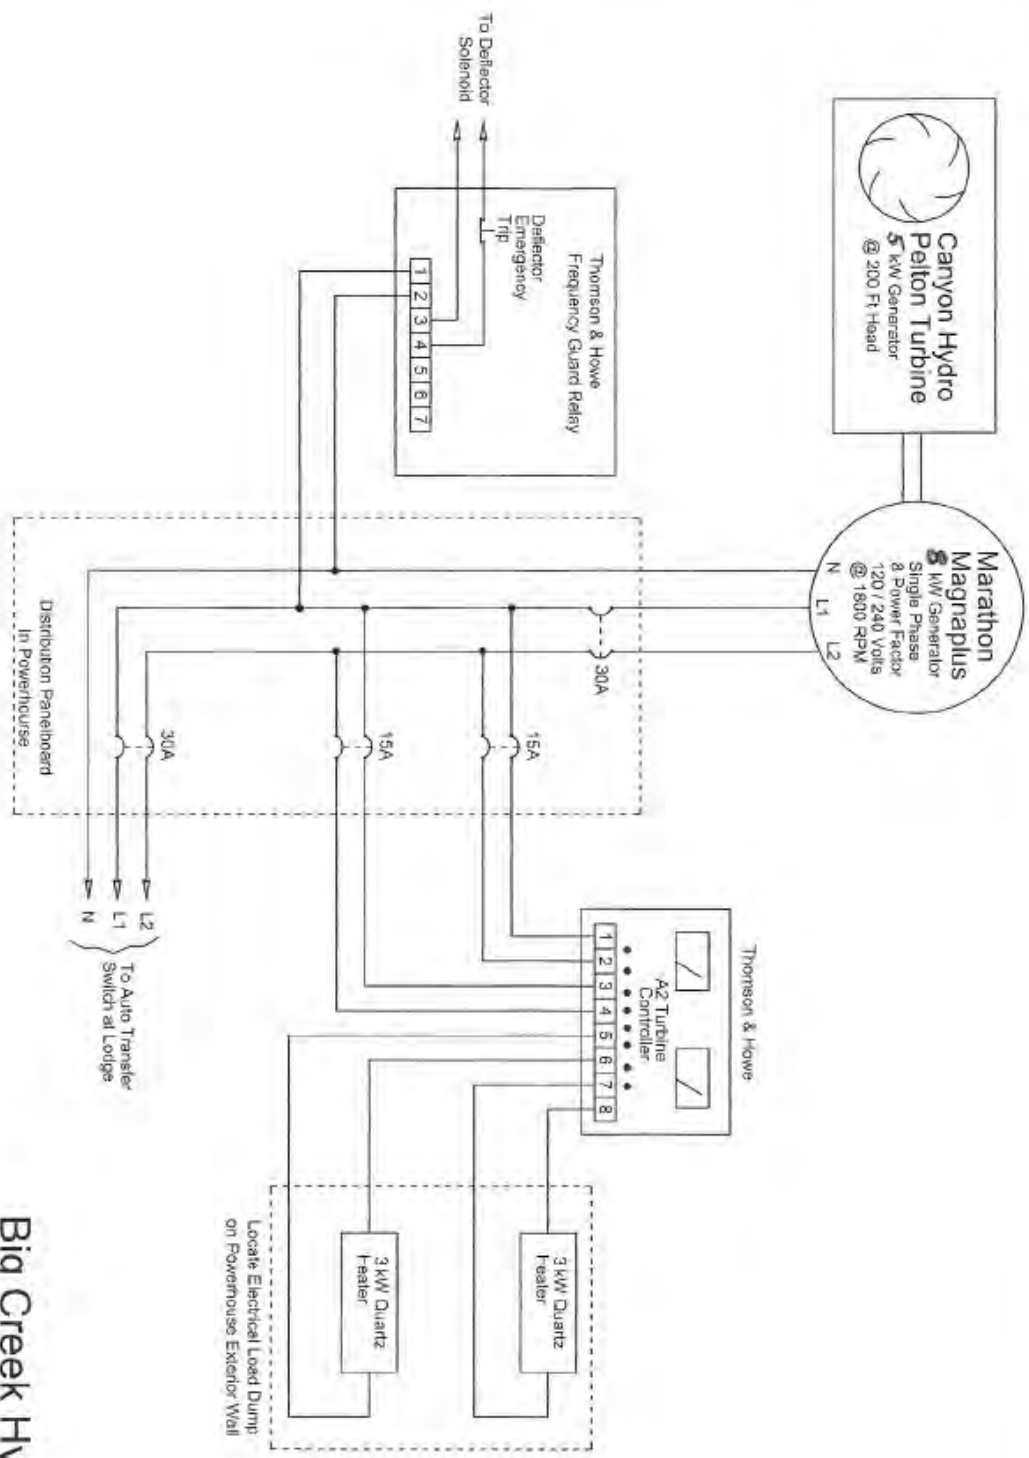 Canyon Hydro
Pelton Turbine
5 kW Generator
@ 200 Ft Head
Marathon
Magnaplus
8 kW Generator
Single Phase
8 Power Factor
120 / 240 Volts
@ 1800 RPM
N
L1
L2
To Deflector
Solenoid
Thomson & Howe
Frequency Guard Relay
Deflector
Emergency
Trip
1 2 3 4 5 6 7
30A
15A
15A
30A
Distribution Panelboard
In Powerhourse
L2
L1
N
To Auto Transfer
Switch at Lodge
Thomson & Howe
A2 Turbine
Controller
1 2 3 4 5 6 7 8
3 kW Quartz
Heater
3 kW Quartz
Heater
Locate Electrical Load Dump
on Powerhouse Exterior Wall
Big Creek Hy